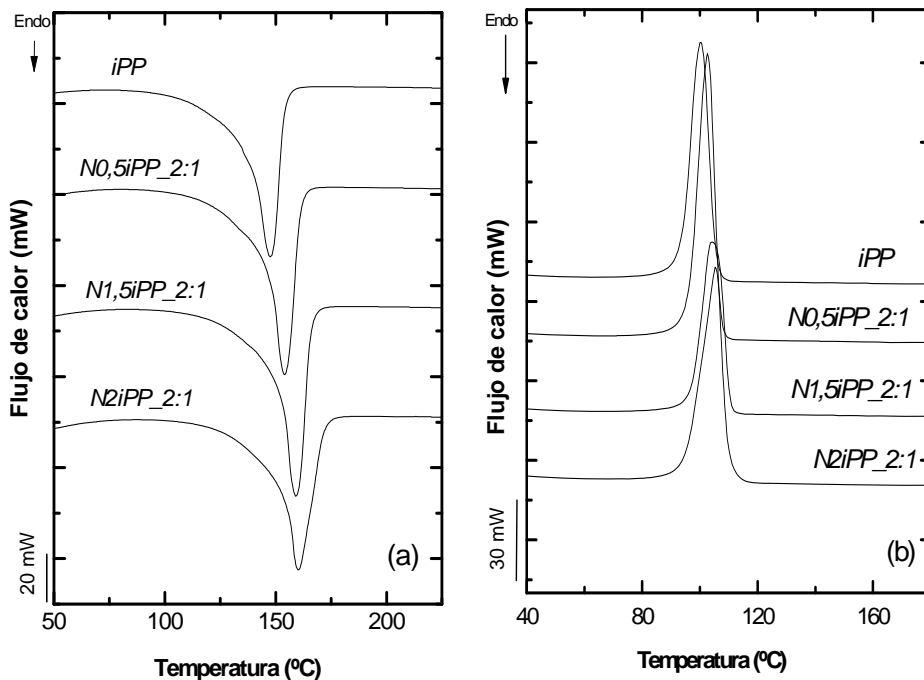 Endo
iPP
N0,5iPP_2:1
N1,5iPP_2:1
N2iPP_2:1
Flujo de calor (mW)
20 mW
(a)
50 100 150 200
Temperatura (ºC)
Endo
iPP
N0,5iPP_2:1
N1,5iPP_2:1
N2iPP_2:1
Flujo de calor (mW)
30 mW
(b)
40 80 120 160
Temperatura (ºC)